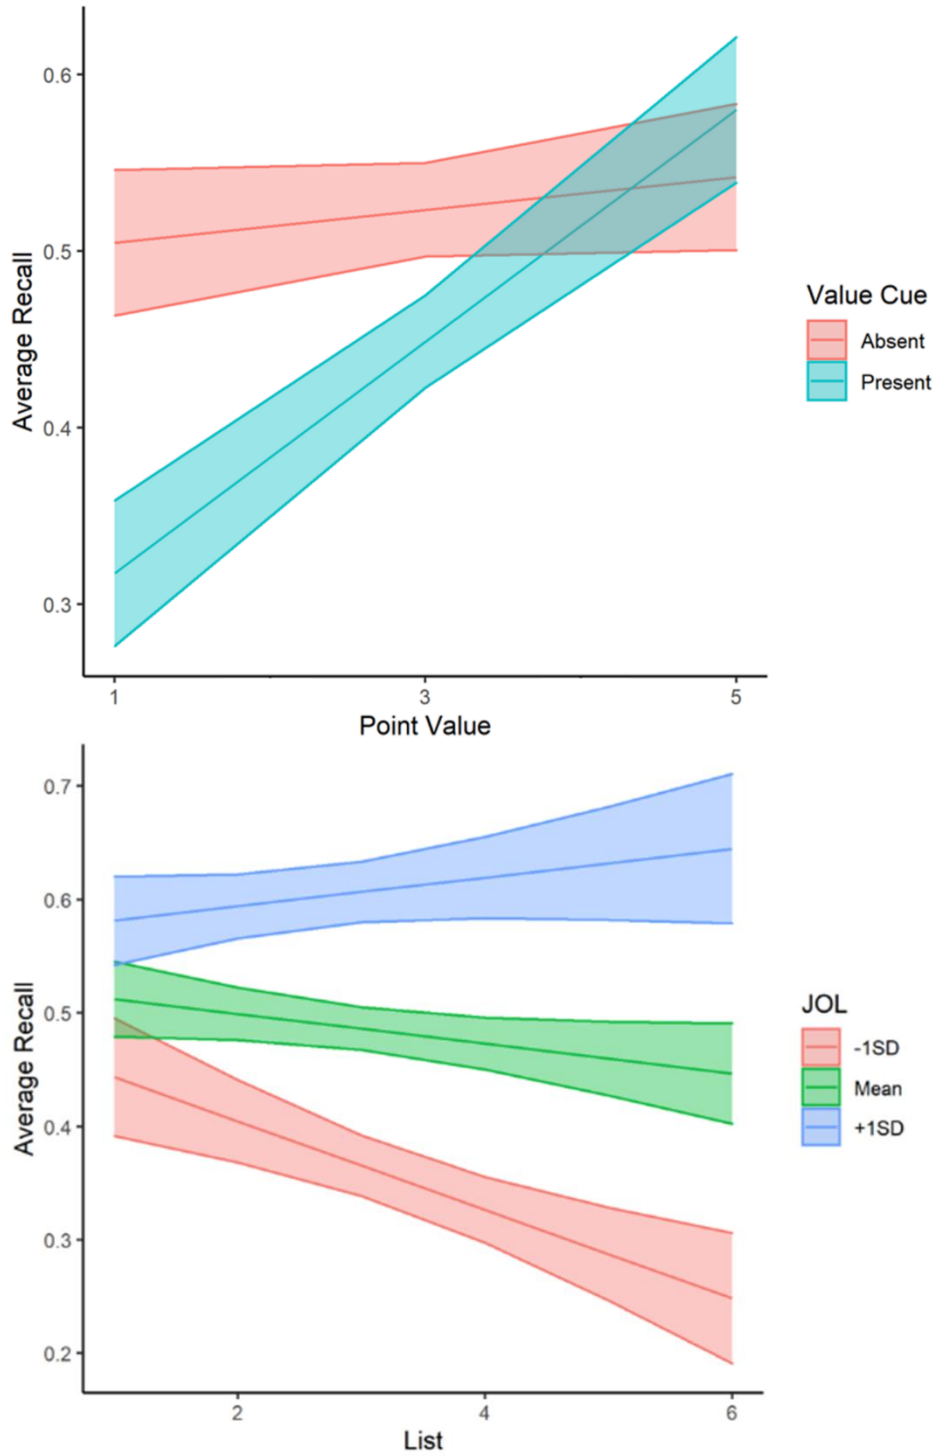 0.6
0.5
0.4
0.3
Average Recall
1
3
5
Point Value
Value Cue
Absent
Present
0.7
0.6
0.5
0.4
0.3
0.2
Average Recall
2
4
6
List
JOL
-1SD
Mean
+1SD